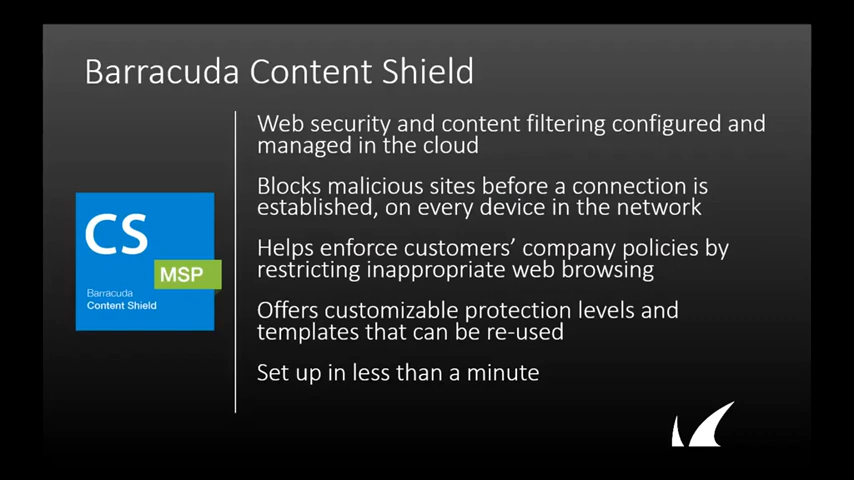 Barracuda Content Shield
Web security and content filtering configured and
managed in the cloud
Blocks malicious sites before a connection is
established, on every device in the network
Helps enforce customers’ company policies by
restricting inappropriate web browsing
Offers customizable protection levels and
templates that can be re-used
Set up in less than a minute
CS
MSP
Barracuda
Content Shield